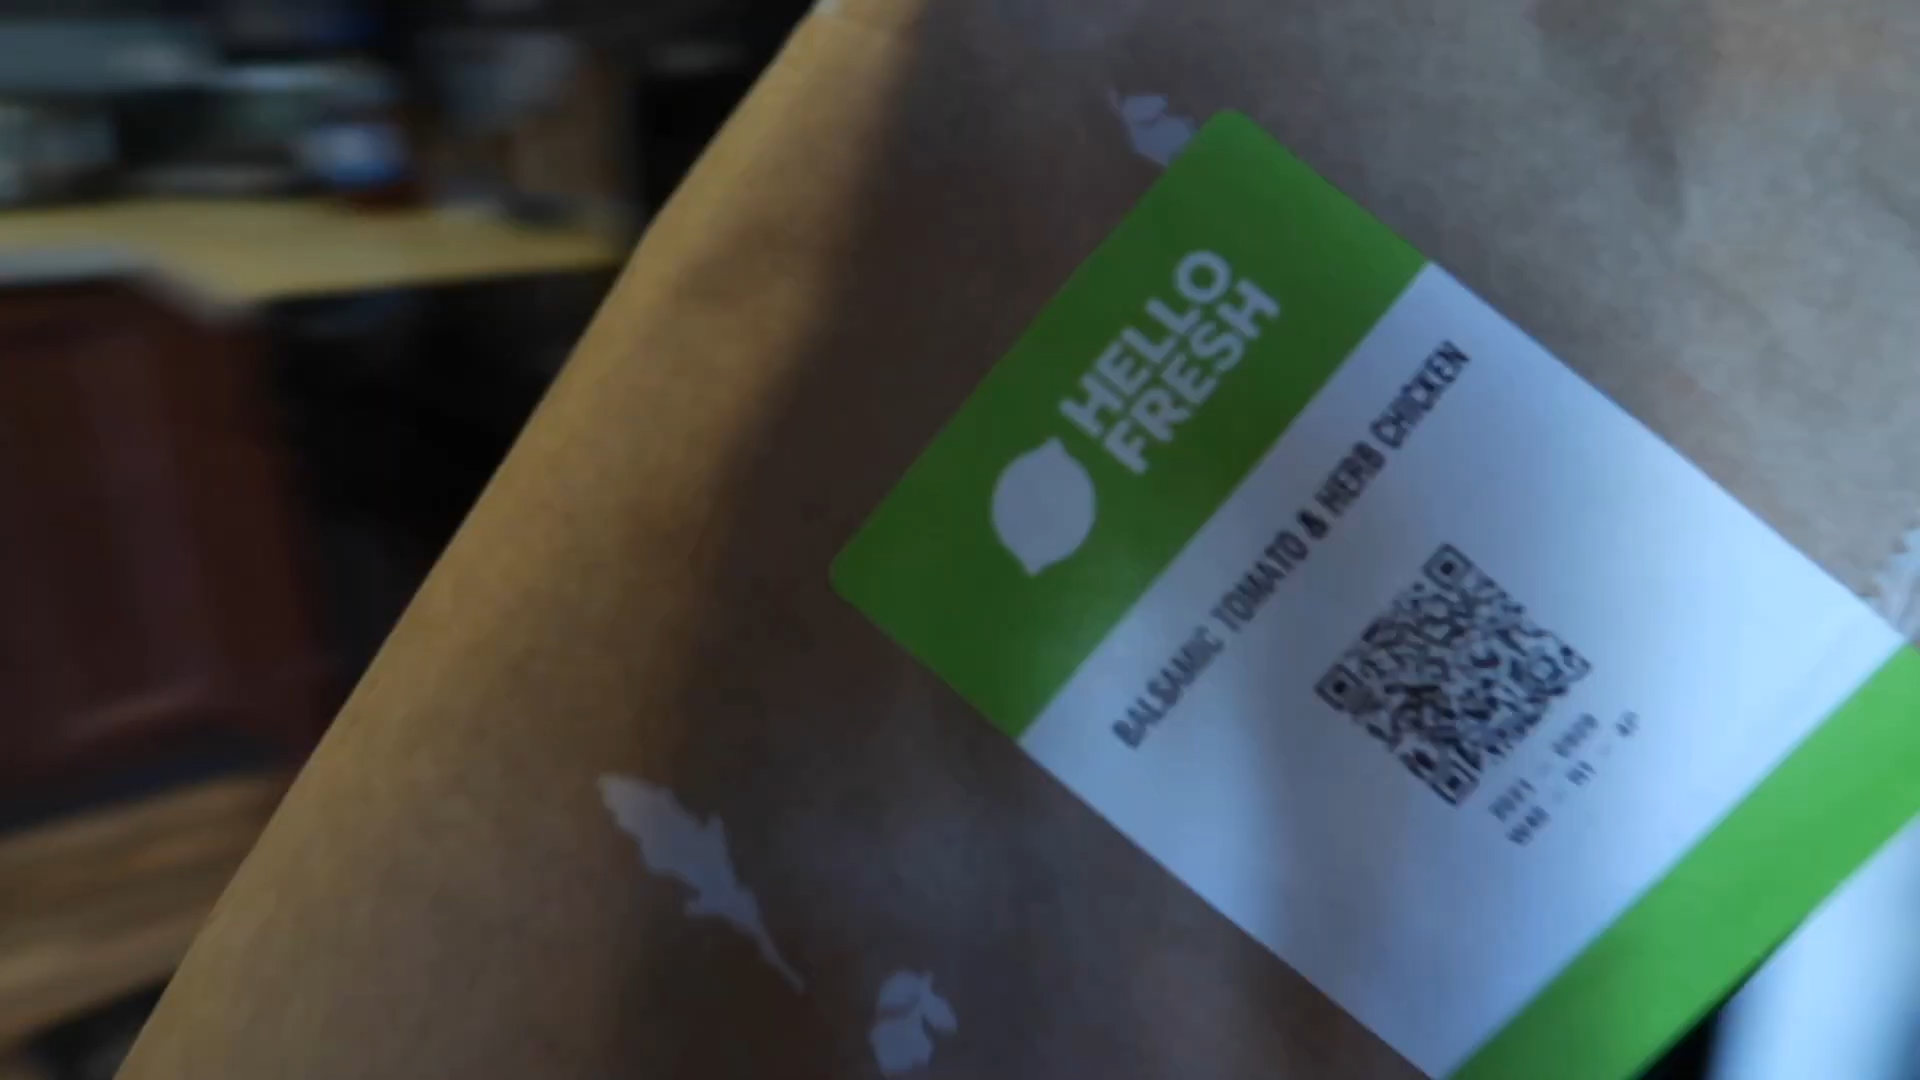 HELLO
FRESH
BALSAMIC TOMATO & HERB CHICKEN